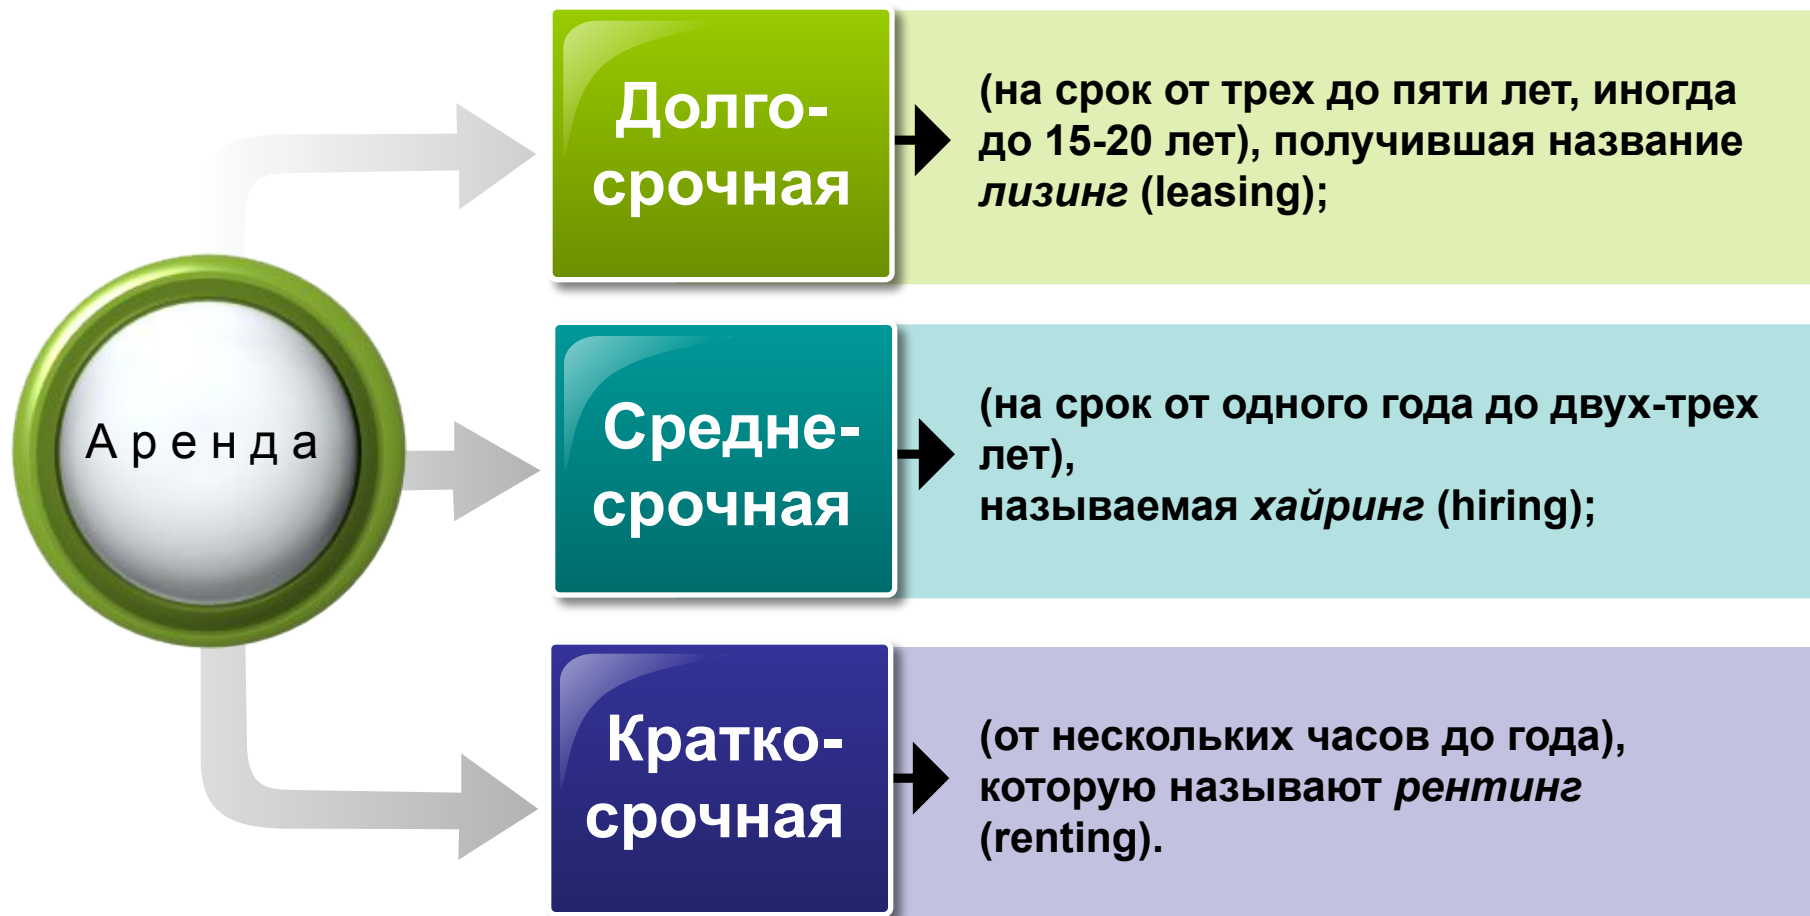 Аренда
Долго-
срочная
(на срок от трех до пяти лет, иногда
до 15-20 лет), получившая название
лизинг (leasing);
Средне-
срочная
(на срок от одного года до двух-трех
лет),
называемая хайринг (hiring);
Кратко-
срочная
(от нескольких часов до года),
которую называют рентинг
(renting).